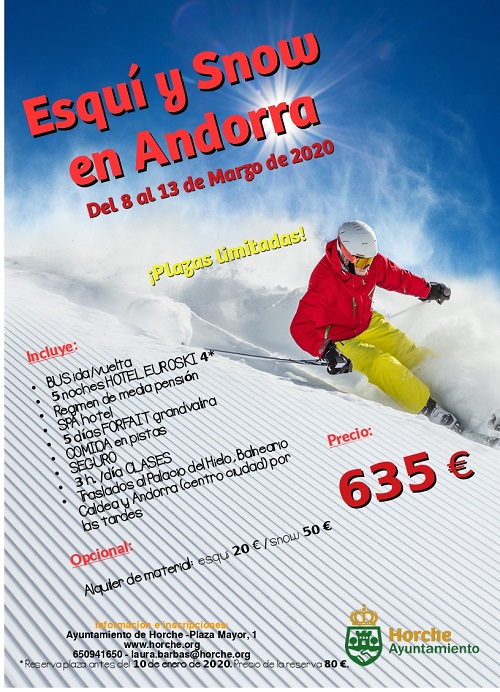 Esquí y Snow
en Andorra
Del 8 al 13 de Marzo de 2020
¡Plazas limitadas!
Incluye:
• BUS ida/vuelta
• 5 noches HOTEL EUROSKI 4*
• Regimen de media pensión
• SPA hotel
• 5 días FORFAIT grandvalira
• COMIDA en pistas
• SEGURO
• 3 h. /día CLASES
• Traslados al Palacio del Hielo, Balneario
Caldea y Andorra (centro ciudad) por
las tardes
Precio:
635 €
Opcional:
Alquiler de material: esquí 20 € / snow 50 €
Informacion e inscripciones:
Ayuntamiento de Horche -Plaza Mayor, 1
www.horche.org
650941650 - laura.barbas@horche.org
*Reserva plaza antes del 10 de enero de 2020. Precio de la reserva 80 €.
Horche
Ayuntamiento